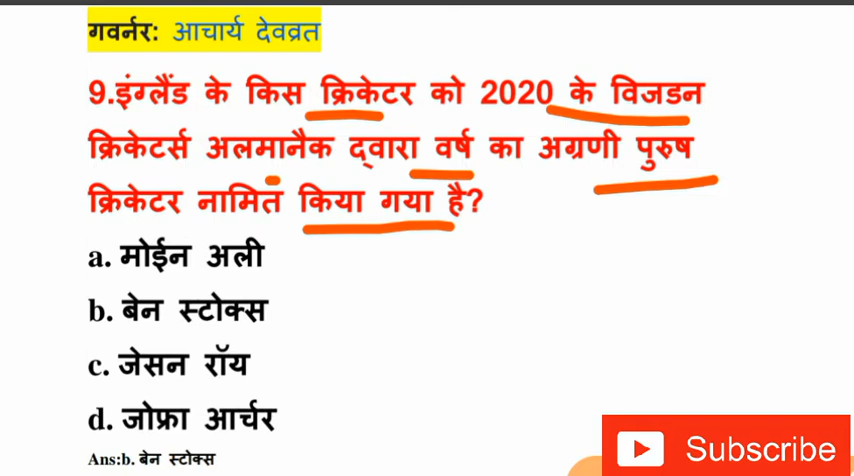 गवर्नर: आचार्य देवव्रत
9.इंग्लैंड के किस क्रिकेटर को 2020 के विजडन
क्रिकेटर्स अलमानैक द्वारा वर्ष का अग्रणी पुरुष
क्रिकेटर नामित किया गया है?
a. मोईन अली
b. बेन स्टोक्स
c. जेसन रॉय
d. जोफ्रा आर्चर
Ans:b. बेन स्टोक्स
Subscribe